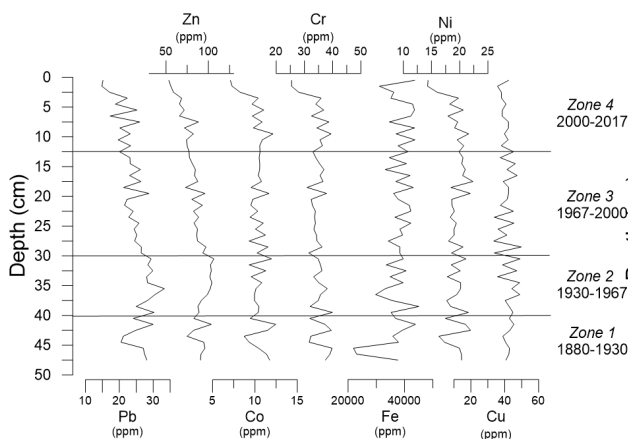 Zn
(ppm)
50 100
Cr
(ppm)
20 30 40 50
Ni
(ppm)
10 15 20 25
0
5
10
15
20
25
30
35
40
45
50
Depth (cm)
Zone 4
2000-2017
Zone 3
1967-2000
Zone 2
1930-1967
Zone 1
1880-1930
10 20 30
Pb
(ppm)
5 10 15
Co
(ppm)
20000 40000
Fe
(ppm)
20 40 60
Cu
(ppm)